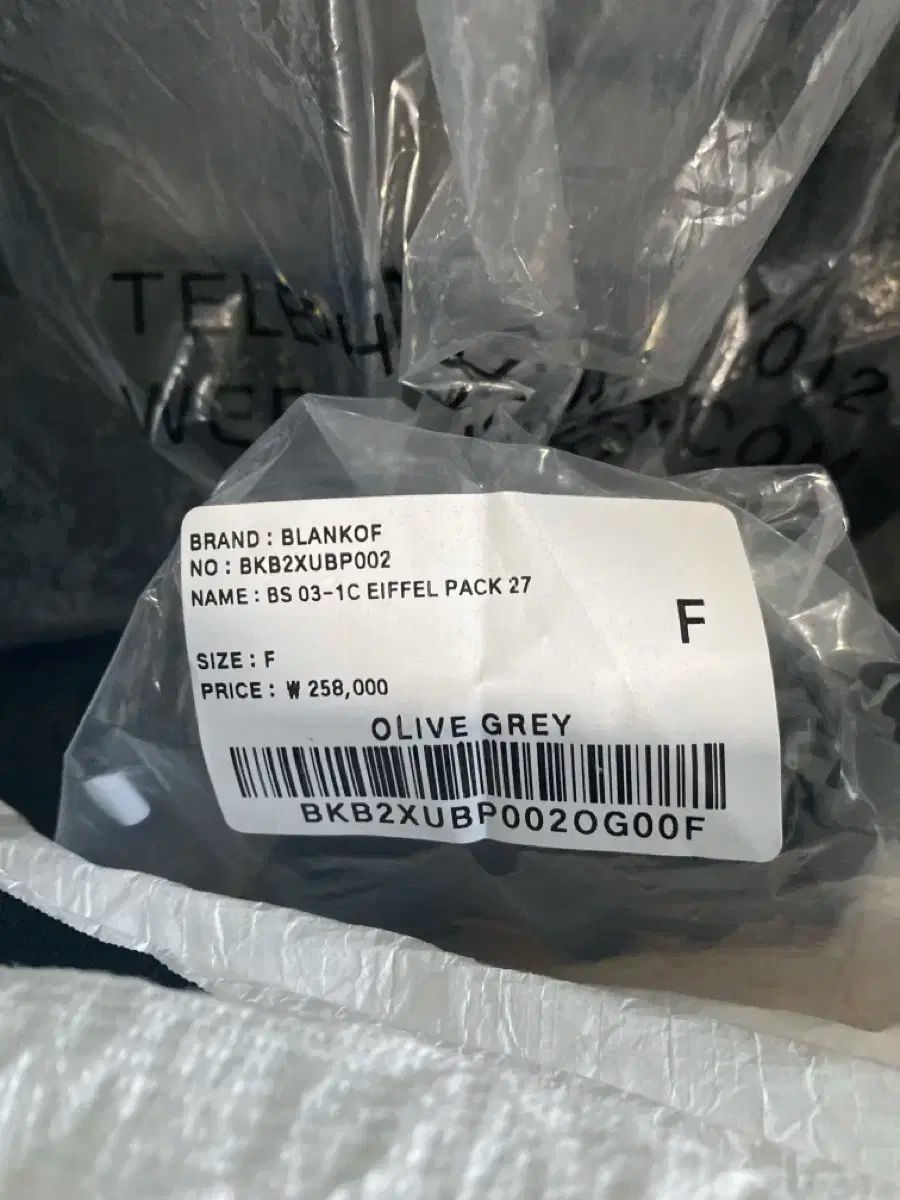 BRAND : BLANKOF
NO : BKB2XUBP002
NAME : BS 03-1C EIFFEL PACK 27
F
SIZE : F
PRICE : ₩ 258,000
OLIVE GREY
BKB2XUBP002OG00F